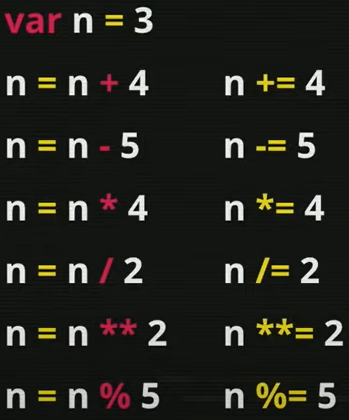 var n = 3
n = n + 4 n += 4
n = n - 5 n -= 5
n = n * 4 n *= 4
n = n / 2 n /= 2
n = n ** 2 n **= 2
n = n % 5 n %= 5